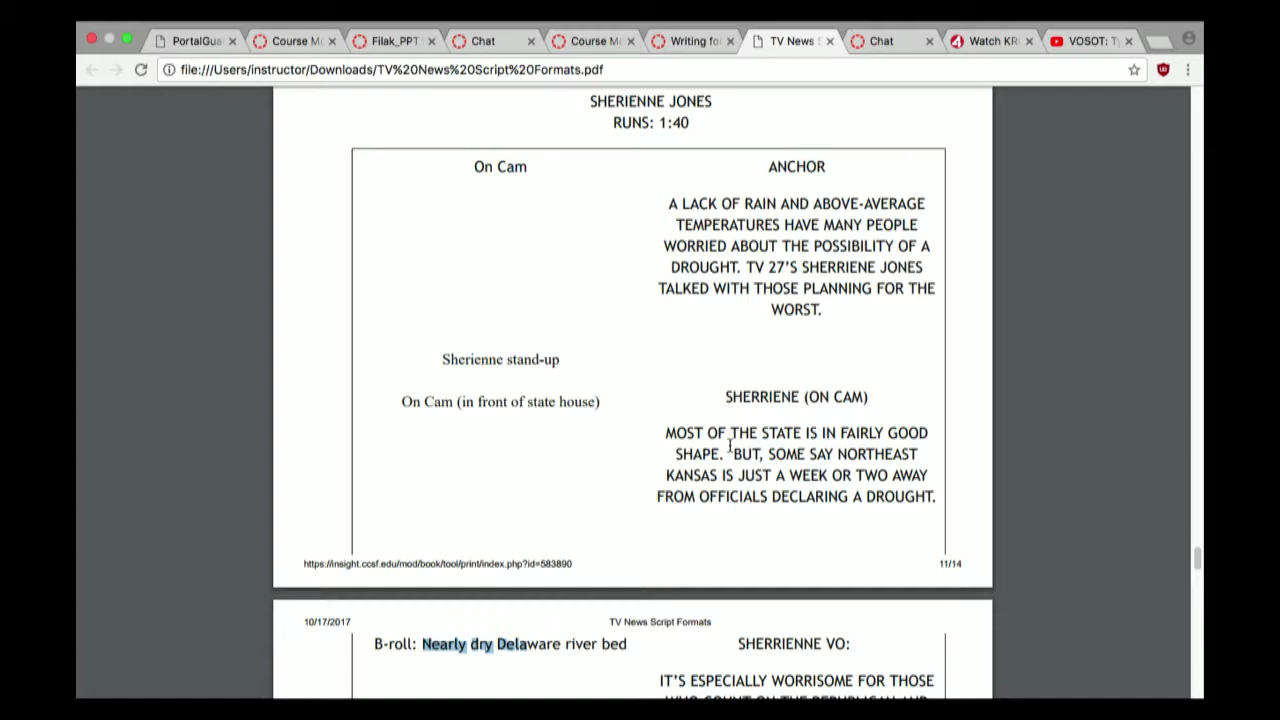 PortalGua
Course M
Filak_PPT
Chat
Course M
Writing fo
TV News S
Chat
Watch KR
VOSOT: T
file:///Users/instructor/Downloads/TV%20News%20Script%20Formats.pdf
SHERIENNE JONES
RUNS: 1:40
On Cam
ANCHOR
A LACK OF RAIN AND ABOVE-AVERAGE
TEMPERATURES HAVE MANY PEOPLE
WORRIED ABOUT THE POSSIBILITY OF A
DROUGHT. TV 27'S SHERRIENE JONES
TALKED WITH THOSE PLANNING FOR THE
WORST.
Sherienne stand-up
On Cam (in front of state house)
SHERRIENE (ON CAM)
MOST OF THE STATE IS IN FAIRLY GOOD
SHAPE. BUT, SOME SAY NORTHEAST
KANSAS IS JUST A WEEK OR TWO AWAY
FROM OFFICIALS DECLARING A DROUGHT.
https://insight.ccsf.edu/mod/book/tool/print/index.php?id=583890
11/14
10/17/2017
TV News Script Formats
B-roll: Nearly dry Delaware river bed
SHERRIENNE VO:
IT'S ESPECIALLY WORRISOME FOR THOSE